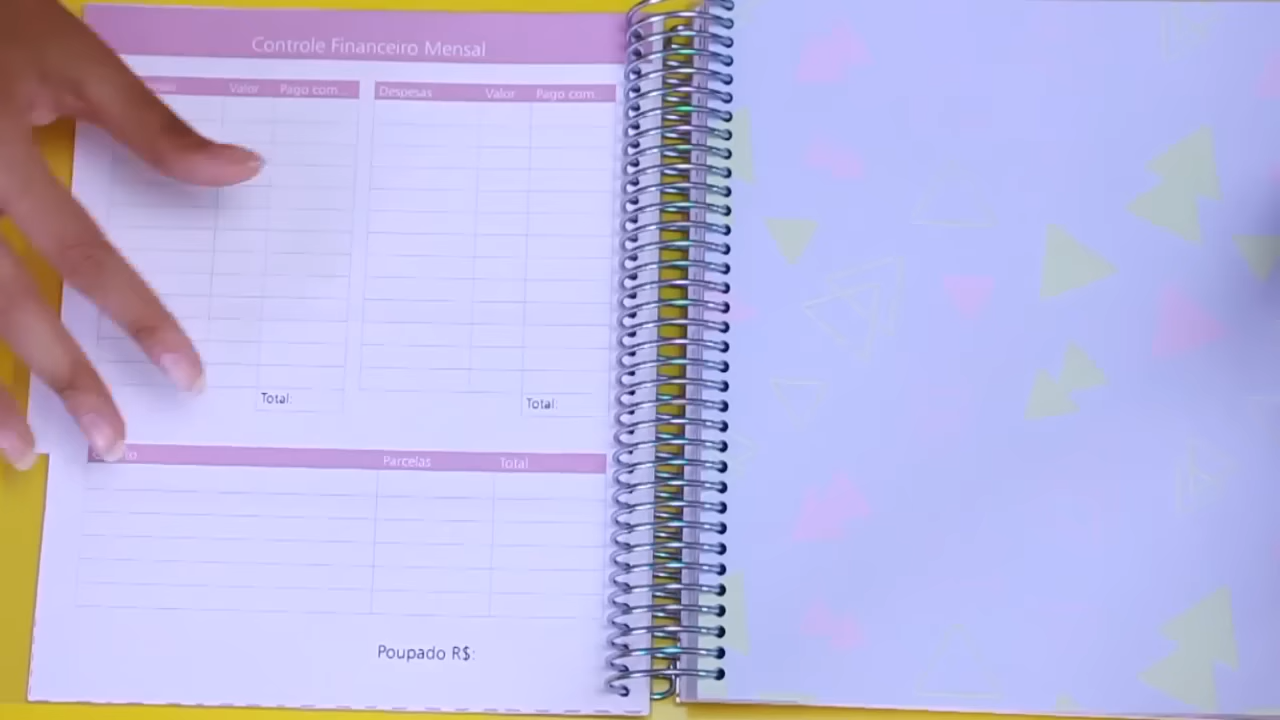 Controle Financeiro Mensal
Valor Pago com... Despesas Valor Pago com...
Total: Total:
Parcelas Total
Poupado R$: